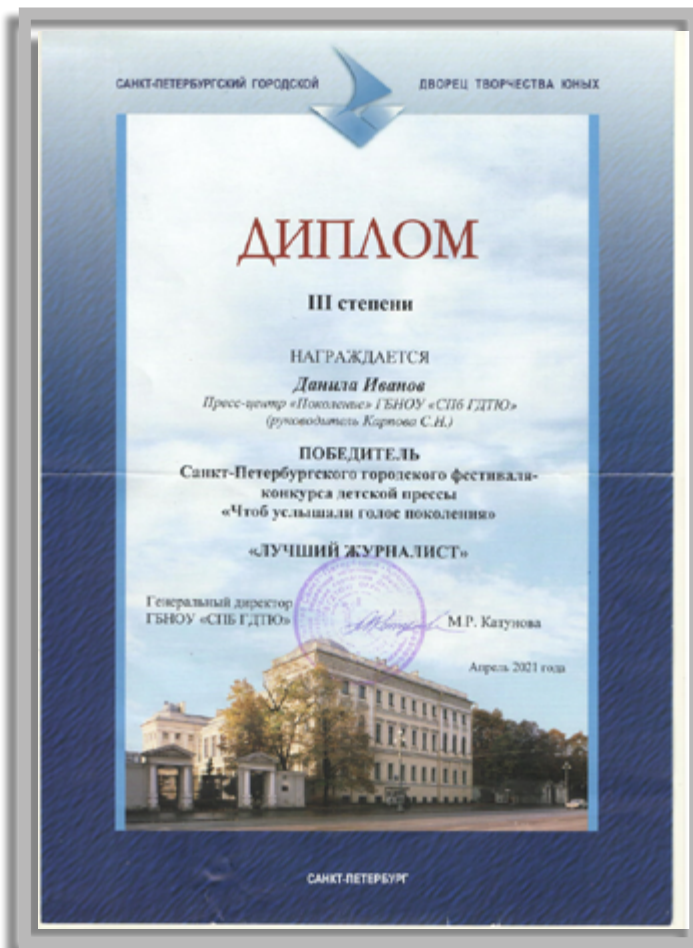 САНКТ-ПЕТЕРБУРГСКИЙ ГОРОДСКОЙ ДВОРЕЦ ТВОРЧЕСТВА ЮНЫХ
ДИПЛОМ
III степени
НАГРАЖДАЕТСЯ
Данила Иванов
Пресс-центр «Поколение» ГБНОУ «СПб ГДТЮ»
(руководитель Карпова С.Н.)
ПОБЕДИТЕЛЬ
Санкт-Петербургского городского фестиваля-
конкурса детской прессы
«Чтоб услышали голос поколения»
«ЛУЧШИЙ ЖУРНАЛИСТ»
Генеральный директор
ГБНОУ «СПБ ГДТЮ» М.Р. Катунова
Апрель 2021 года
САНКТ-ПЕТЕРБУРГ